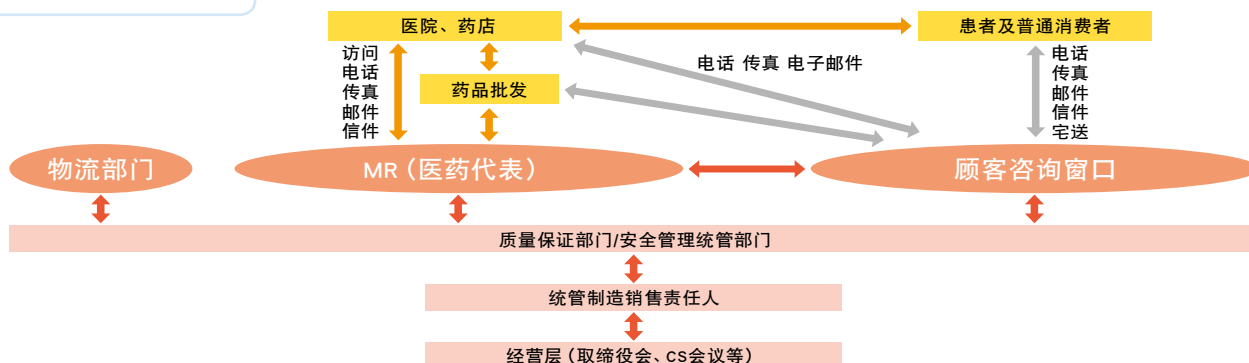 医院、药店
患者及普通消费者
访问
电话
传真
邮件
信件
药品批发
电话 传真 电子邮件
电话
传真
邮件
信件
宅送
物流部门
MR（医药代表）
顾客咨询窗口
质量保证部门/安全管理统管部门
统管制造销售责任人
经营层（取缔役会、CS会议等）